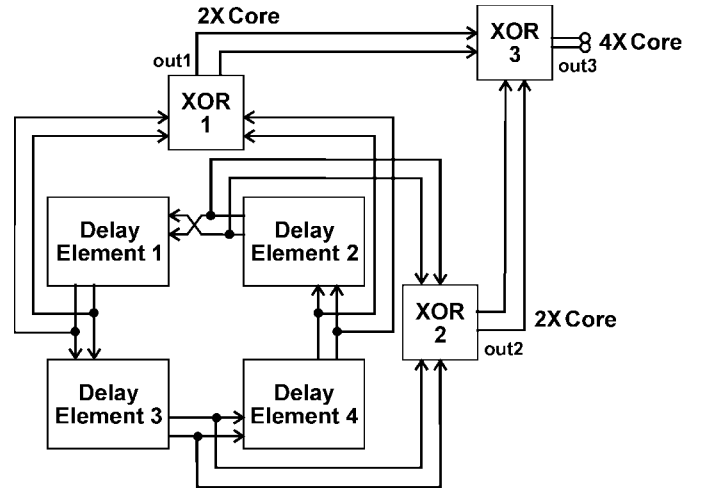 2X Core
out1
XOR
1
XOR
3
4X Core
out3
Delay
Element 1
Delay
Element 2
XOR
2
2X Core
out2
Delay
Element 3
Delay
Element 4